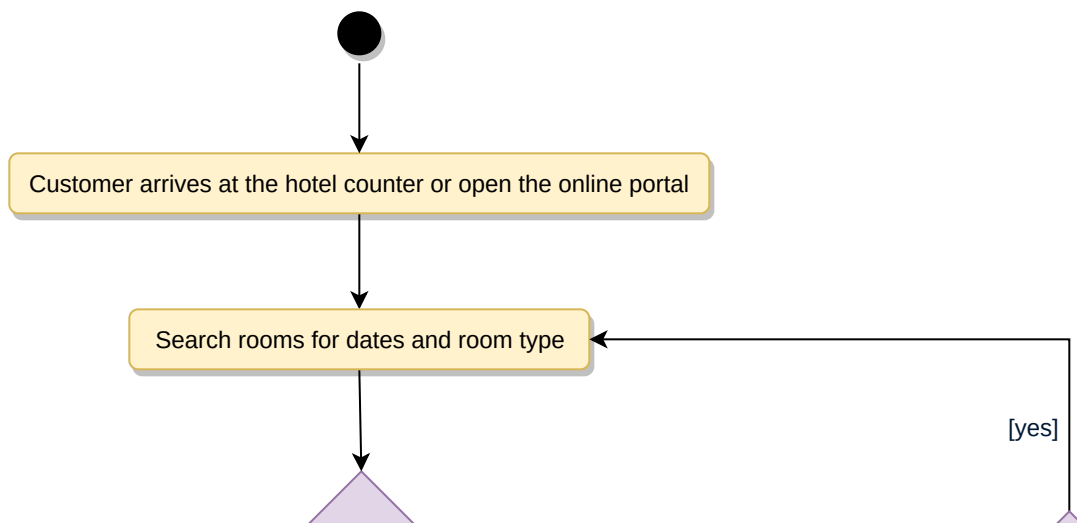 Customer arrives at the hotel counter or open the online portal
Search rooms for dates and room type
[yes]